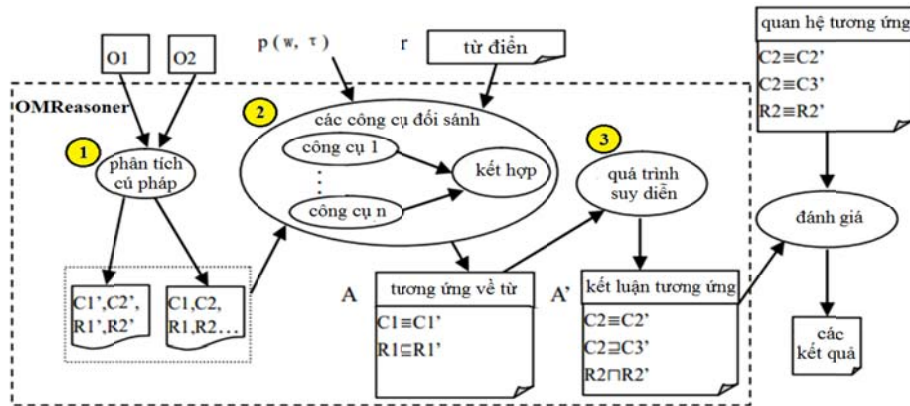 O1
O2
p ( w, τ )
r
từ điển
quan hệ tương ứng
C2≡C2'
C2≡C3'
R2≡R2'
OMReasoner
1
phân tích
cú pháp
2
các công cụ đối sánh
công cụ 1
⋮
công cụ n
kết hợp
3
quá trình
suy diễn
đánh giá
C1',C2',
R1',R2'
C1,C2,
R1,R2…
A
tương ứng về từ
C1≡C1'
R1⊑R1'
A'
kết luận tương ứng
C2≡C2'
C2⊒C3'
R2⊓R2'
các
kết quả